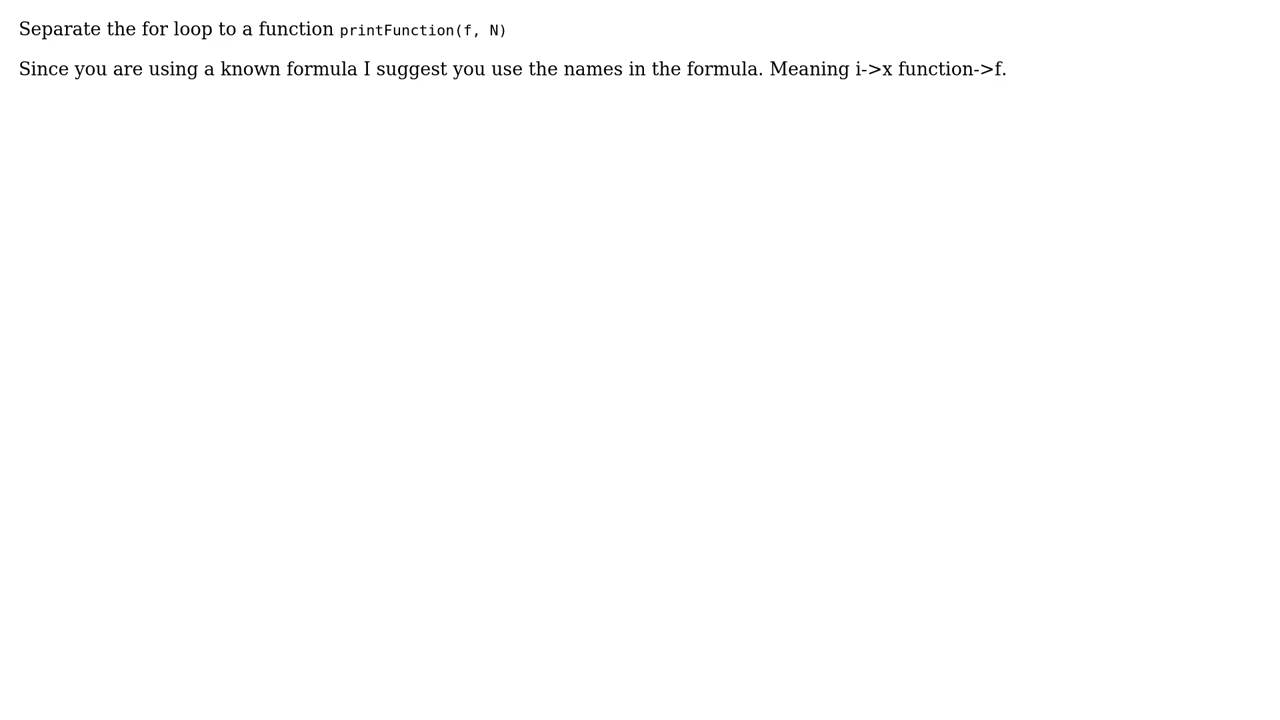 Separate the for loop to a function printFunction(f, N)
Since you are using a known formula I suggest you use the names in the formula. Meaning i->x function->f.